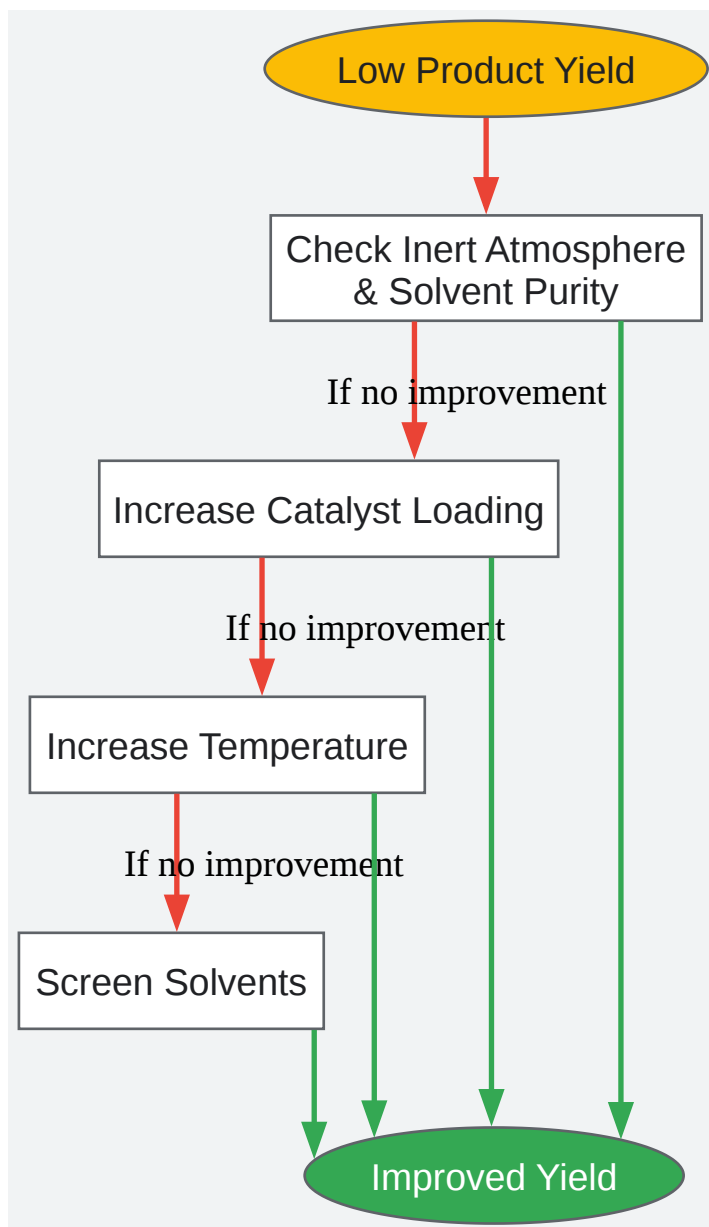 Low Product Yield
Check Inert Atmosphere
& Solvent Purity
If no improvement
Increase Catalyst Loading
If no improvement
Increase Temperature
If no improvement
Screen Solvents
Improved Yield